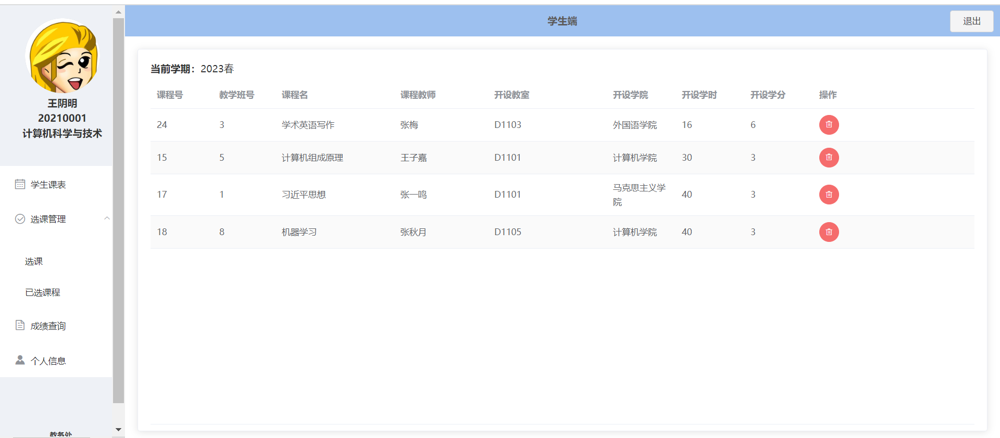 学生端
退出
王阴明
20210001
计算机科学与技术
学生课表
选课管理
选课
已选课程
成绩查询
个人信息
教务处
当前学期：2023春
课程号 教学班号 课程名 课程教师 开设教室 开设学院 开设学时 开设学分 操作
24 3 学术英语写作 张梅 D1103 外国语学院 16 6
15 5 计算机组成原理 王子嘉 D1101 计算机学院 30 3
17 1 习近平思想 张一鸣 D1101 马克思主义学院 40 3
18 8 机器学习 张秋月 D1105 计算机学院 40 3